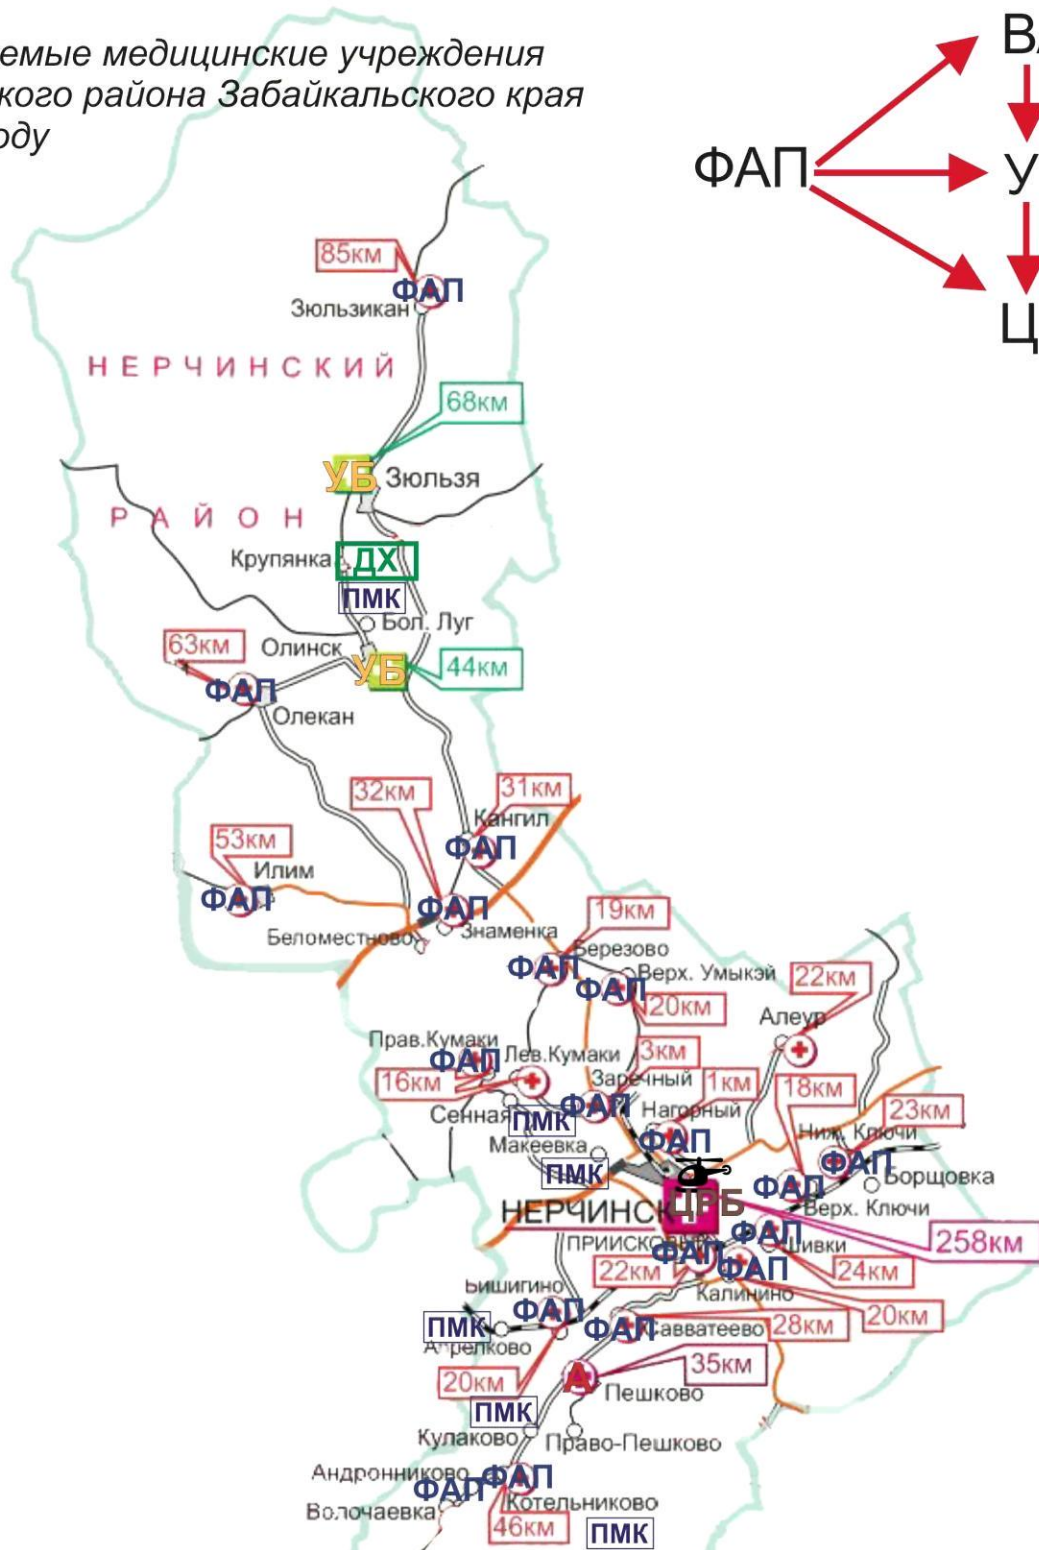 емые медицинские учреждения
кого района Забайкальского края
оду
ФАП
85км
ФАП
Зюльзикан
НЕРЧИНСКИЙ
68км
УБ
Зюльзя
РАЙОН
Крупянка
ДХ
ПМК
Бол. Луг
63км
Олинск
УБ
44км
ФАП
Олекан
32км
31км
Кангил
53км
ФАП
Илим
ФАП
ФАП
Беломестново
Знаменка
19км
Березово
ФАП
Верх. Умыкэй
ФАП
20км
22км
Алеур
Прав.Кумаки
ФАП
Лев.Кумаки
3км
16км
Заречный
1км
18км
ФАП
Сенная
ПМК
Нагорный
23км
Макеевка
ФАП
Ниж. Ключи
ФАП
ПМК
Борщовка
ФАП
НЕРЧИНСК
ЦРБ
Верх. Ключи
ФАП
258км
ПРИИСКОВЫЙ
Шивки
ФАП
ФАП
22км
24км
Калинино
Бишигино
ФАП
20км
ПМК
ФАП
Савватеево
28км
Апрелково
35км
20км
А
Пешково
ПМК
Кулаково
Право-Пешково
Андронниково
ФАП
ФАП
Котельниково
Волочаевка
46км
ПМК